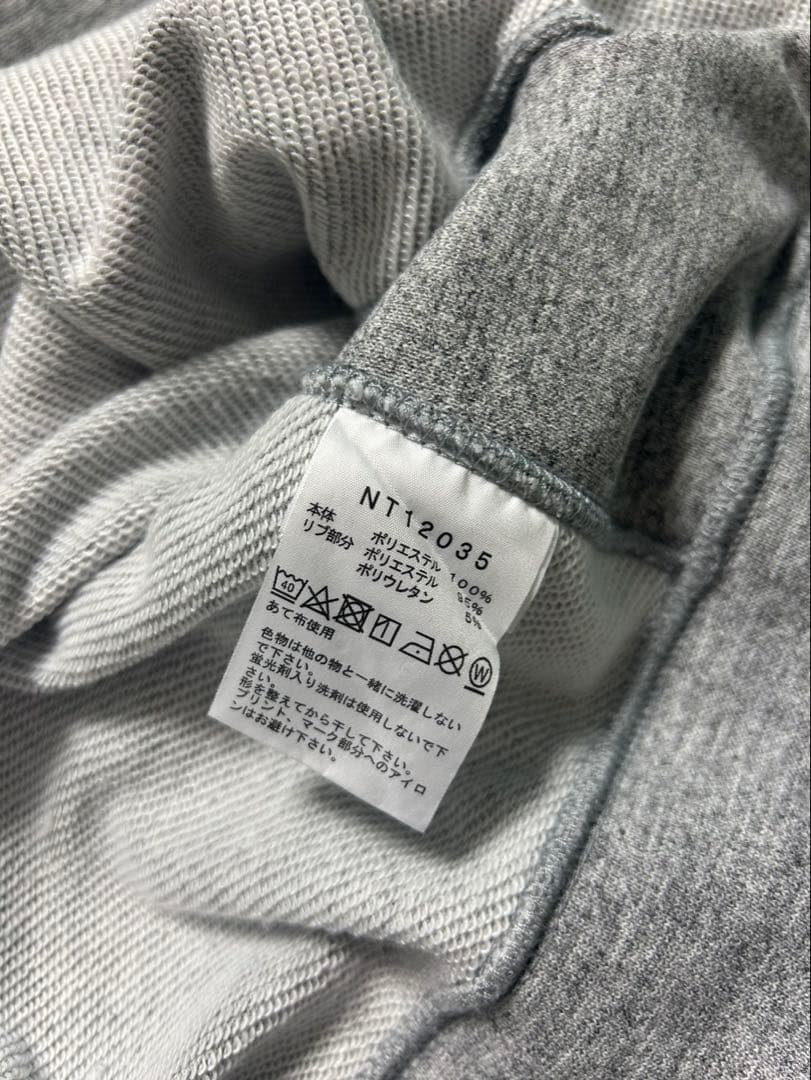 NT12035
本体 ポリエステル 100%
リブ部分 ポリエステル 95%
ポリウレタン 5%
40 W
あて布使用
色物は他の物と一緒に洗濯しない
で下さい。
蛍光剤入り洗剤は使用しないで下
さい。
形を整えてから干して下さい。
プリント、マーク部分へのアイロ
ンはお避け下さい。